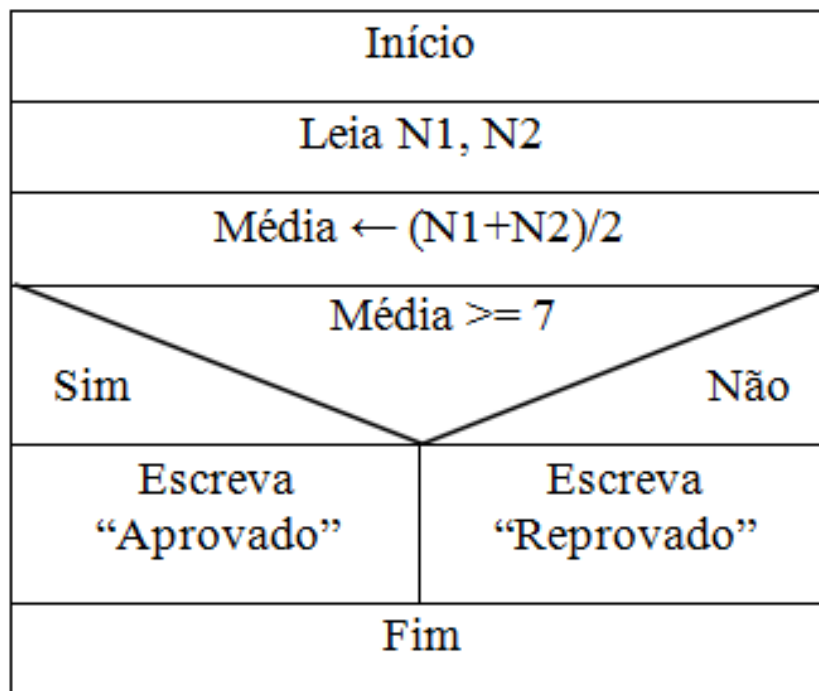 Início
Leia N1, N2
Média ← (N1+N2)/2
Média >= 7
Sim
Não
Escreva
“Aprovado”
Escreva
“Reprovado”
Fim